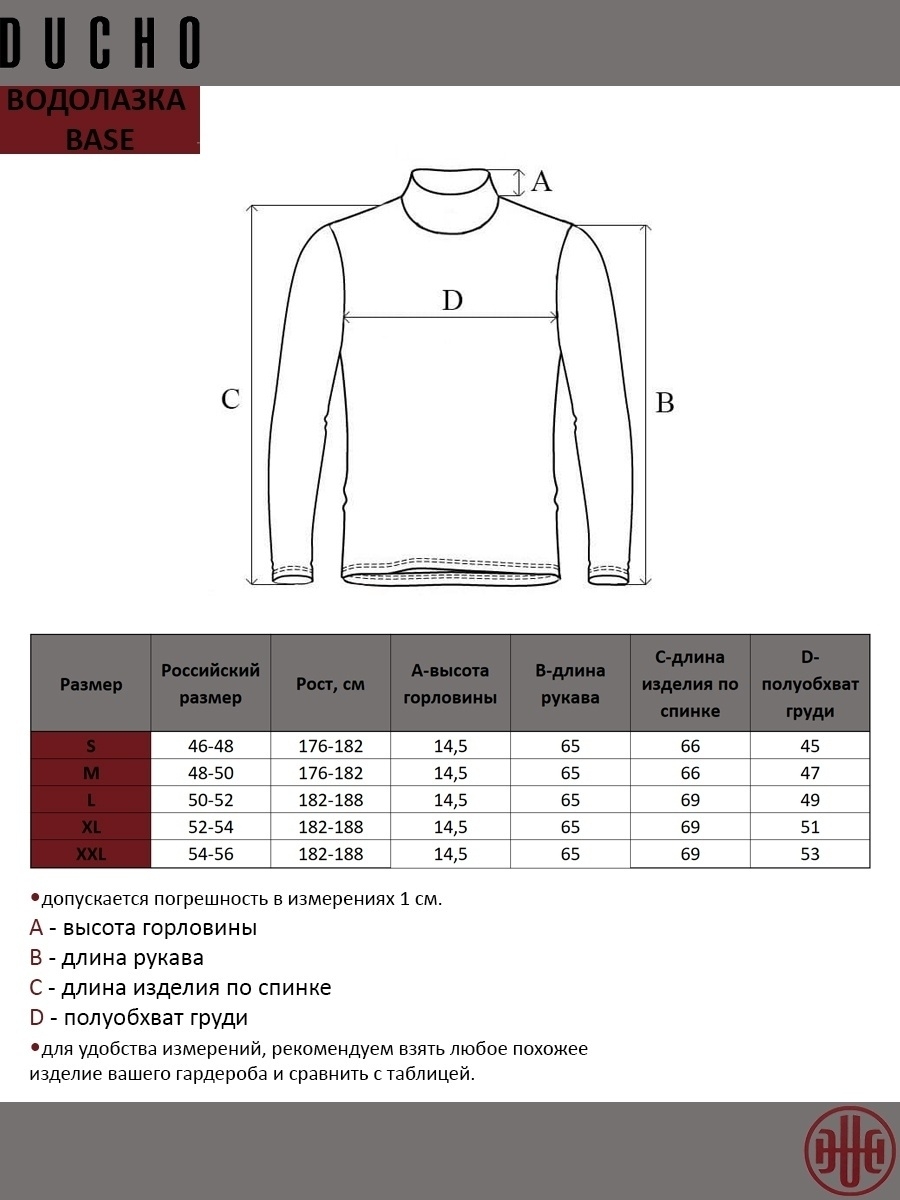 DUCHO
ВОДОЛАЗКА
BASE
A
D
C
B
Размер
Российский
размер
Рост, см
A-высота
горловины
B-длина
рукава
C-длина
изделия по
спинке
D-
полуобхват
груди
S 46-48 176-182 14,5 65 66 45
M 48-50 176-182 14,5 65 66 47
L 50-52 182-188 14,5 65 69 49
XL 52-54 182-188 14,5 65 69 51
XXL 54-56 182-188 14,5 65 69 53
•допускается погрешность в измерениях 1 см.
A - высота горловины
B - длина рукава
C - длина изделия по спинке
D - полуобхват груди
•для удобства измерений, рекомендуем взять любое похожее
изделие вашего гардероба и сравнить с таблицей.